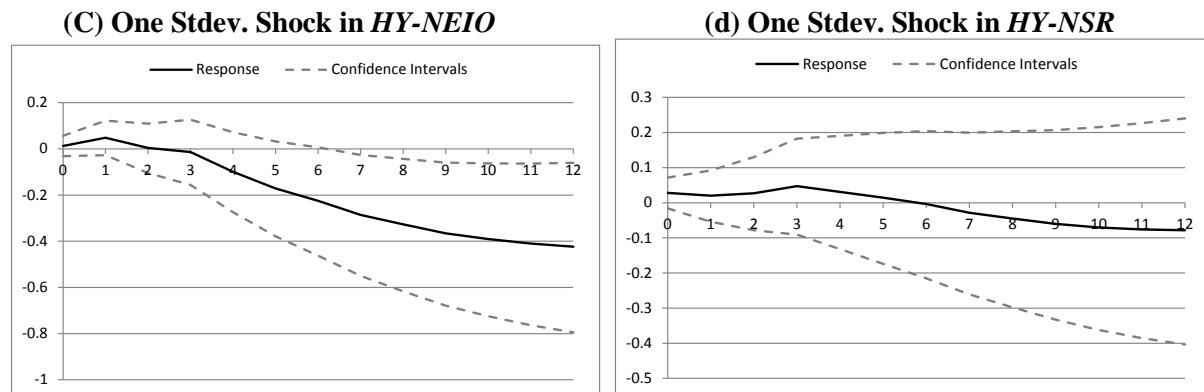 (C) One Stdev. Shock in HY-NEIO
Response Confidence Intervals
0.2
0
-0.2
-0.4
-0.6
-0.8
-1
0 1 2 3 4 5 6 7 8 9 10 11 12
(d) One Stdev. Shock in HY-NSR
Response Confidence Intervals
0.3
0.2
0.1
0
-0.1
-0.2
-0.3
-0.4
-0.5
0 1 2 3 4 5 6 7 8 9 10 11 12